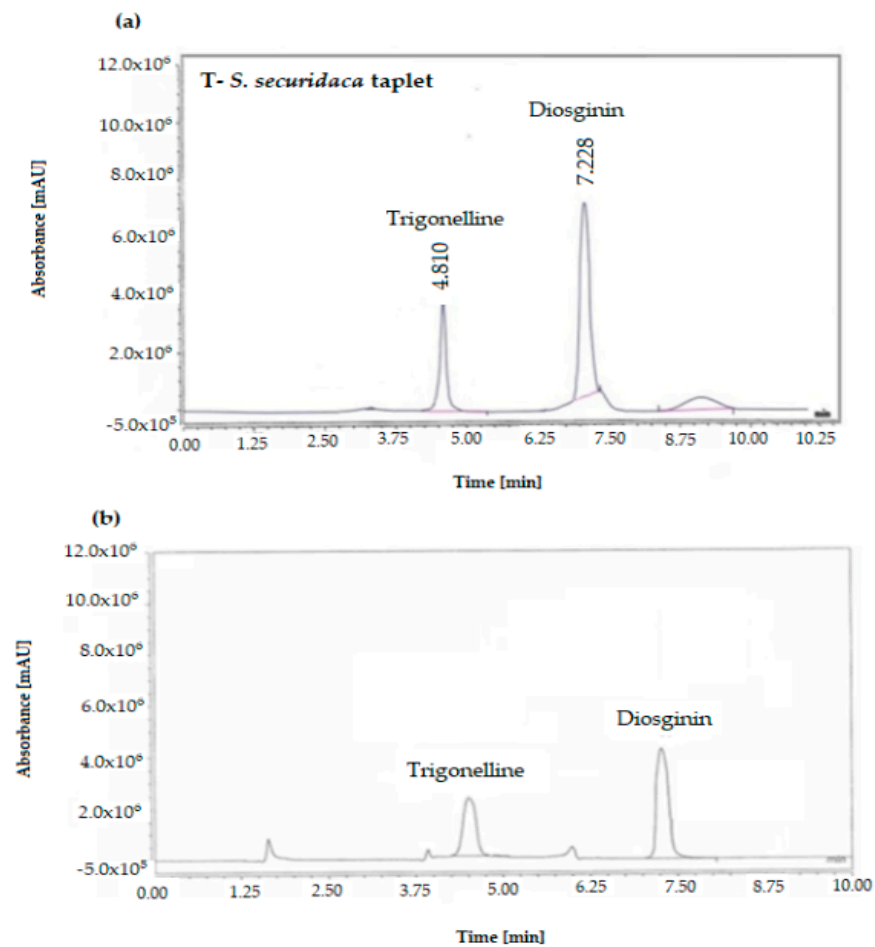 (a)
T- S. securidaca taplet
12.0x10⁶
10.0x10⁶
8.0x10⁶
6.0x10⁶
4.0x10⁶
2.0x10⁶
-5.0x10⁵
Absorbance [mAU]
Diosginin
7.228
Trigonelline
4.810
0.00 1.25 2.50 3.75 5.00 6.25 7.50 8.75 10.00 10.25
Time [min]
(b)
12.0x10⁶
10.0x10⁶
8.0x10⁶
6.0x10⁶
4.0x10⁶
2.0x10⁶
-5.0x10⁵
Absorbance [mAU]
Diosginin
Trigonelline
min
0.00 1.25 2.50 3.75 5.00 6.25 7.50 8.75 10.00
Time [min]